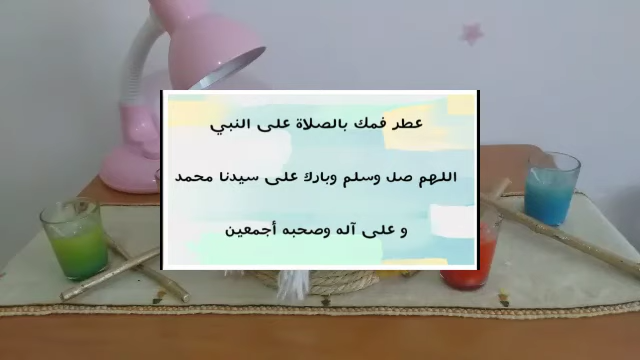 عطر فمك بالصلاة على النبي
اللهم صل وسلم وبارك على سيدنا محمد
و على آله وصحبه أجمعين